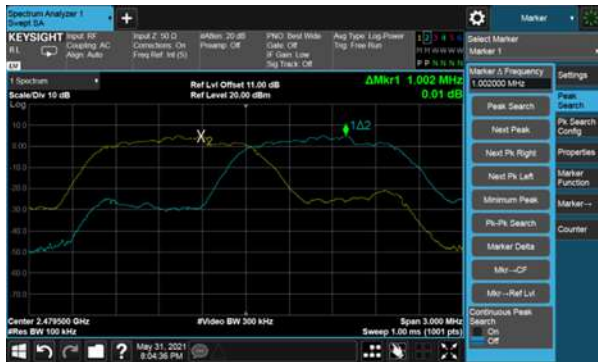 Spectrum Analyzer 1
Swept SA
Marker
KEYSIGHT
Input: RF
Input Z: 50 Ω
#Atten: 20 dB
PNO: Best Wide
Avg Type: Log-Power
1 2 3 4 5 6
Select Marker
Marker 1
RL
Coupling: AC
Corrections: On
Preamp: Off
Gate: Off
Trig: Free Run
Align: Auto
Freq Ref: Int (S)
IF Gain: Low
Sig Track: Off
P P N N N N
1 Spectrum
Scale/Div 10 dB
Ref Lvl Offset 11.00 dB
Ref Level 20.00 dBm
ΔMkr1 1.002 MHz
0.01 dB
Log
10.0
0.00
-10.0
-20.0
-30.0
-40.0
-50.0
-60.0
-70.0
X2
1Δ2
Marker Δ Frequency
1.002000 MHz
Peak Search
Next Peak
Next Pk Right
Next Pk Left
Minimum Peak
Pk-Pk Search
Marker Delta
Mkr→CF
Mkr→Ref Lvl
Continuous Peak
Search
On
Off
Settings
Peak
Search
Pk Search
Config
Properties
Marker
Function
Marker→
Counter
Center 2.479500 GHz
#Res BW 100 kHz
#Video BW 300 kHz
Span 3.000 MHz
Sweep 1.00 ms (1001 pts)
May 31, 2021
8:04:36 PM